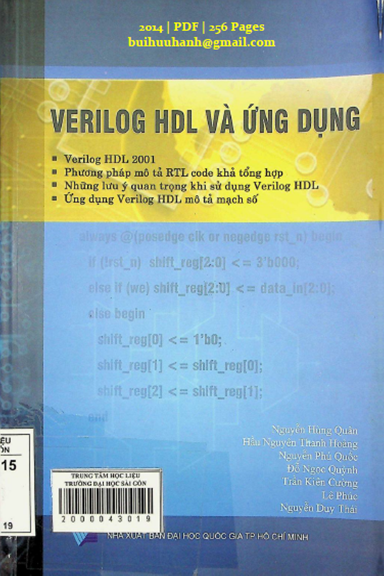 2014 | PDF | 256 Pages
buihuuhanh@gmail.com
VERILOG HDL VÀ ỨNG DỤNG
▪ Verilog HDL 2001
▪ Phương pháp mô tả RTL code khả tổng hợp
▪ Những lưu ý quan trọng khi sử dụng Verilog HDL
▪ Ứng dụng Verilog HDL mô tả mạch số
always @(posedge clk or negedge rst_n) begin
if (!rst_n) shift_reg[2:0] <= 3'b000;
else if (we) shift_reg[2:0] <= data_in[2:0];
else begin
shift_reg[0] <= 1'b0;
shift_reg[1] <= shift_reg[0];
shift_reg[2] <= shift_reg[1];
Nguyễn Hùng Quân
Hầu Nguyên Thanh Hoàng
Nguyễn Phú Quốc
Đỗ Ngọc Quỳnh
Trần Kiên Cường
Lê Phúc
Nguyễn Duy Thái
15
19
TRUNG TÂM HỌC LIỆU
TRƯỜNG ĐẠI HỌC SÀI GÒN
2000043019
NHÀ XUẤT BẢN ĐẠI HỌC QUỐC GIA TP HỒ CHÍ MINH